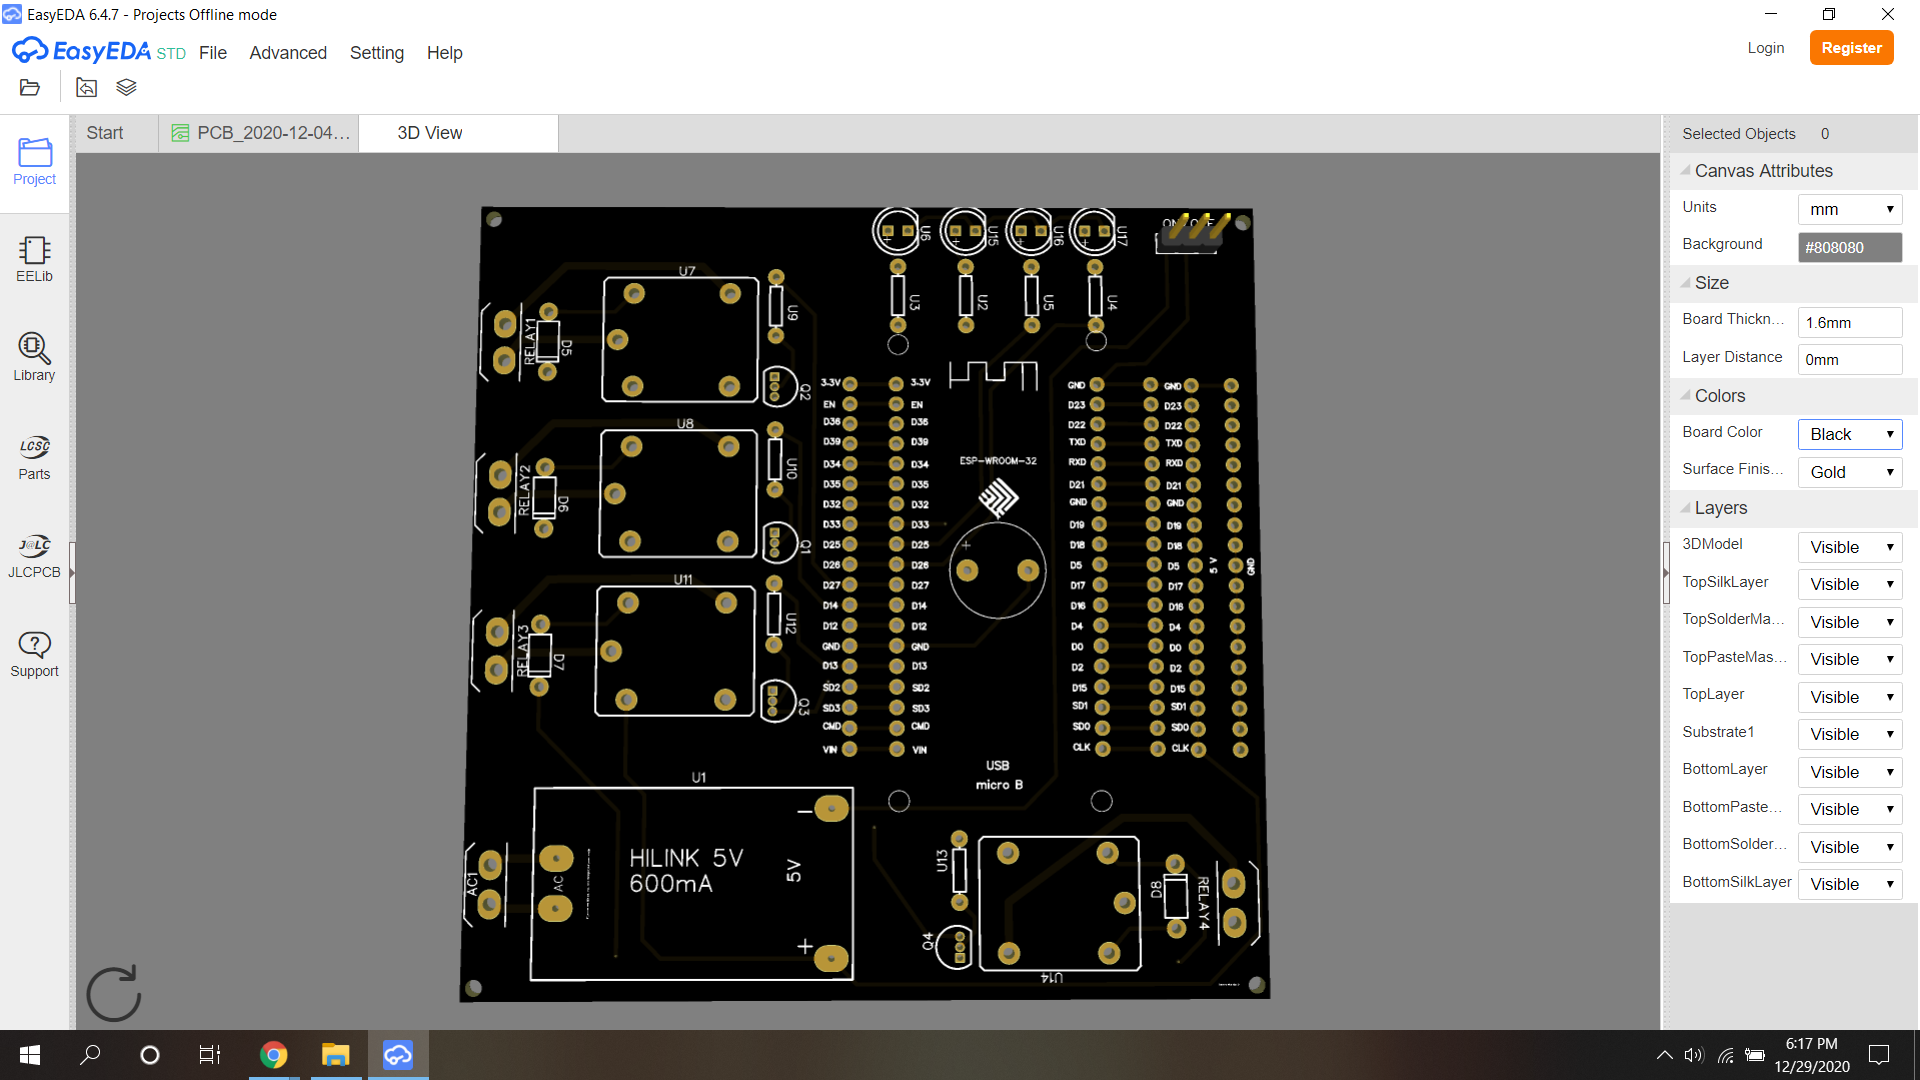 EasyEDA 6.4.7 - Projects Offline mode
EasyEDA STD File Advanced Setting Help
Login Register
Start PCB_2020-12-04... 3D View
Project
EELib
Library
LCSC
Parts
J@LC
JLCPCB
Support
U6 U15 U16 U17
U3 U2 U5 U4
U7
U9
RELAY1 D5
Q2
U8
U10
RELAY2 D6
Q1
U11
U12
RELAY3 D7
Q3
3.3V 3.3V GND GND
EN EN D23 D23
D36 D36 D22 D22
D39 D39 TXD TXD
D34 D34 RXD RXD
D35 D35 D21 D21
D32 D32 GND GND
D33 D33 D19 D19
D25 D25 D18 D18
D26 D26 D5 D5
D27 D27 D17 D17
D14 D14 D16 D16
D12 D12 D4 D4
GND GND D0 D0
D13 D13 D2 D2
SD2 SD2 D15 D15
SD3 SD3 SD1 SD1
CMD CMD SD0 SD0
VIN VIN CLK CLK
5 V GND
ESP-WROOM-32
+
USB
micro B
U1
−
HILINK 5V
600mA
5V
AC
AC1
+
U13
Q4
U14
D8
RELAY4
Selected Objects 0
Canvas Attributes
Units mm
Background #808080
Size
Board Thickn... 1.6mm
Layer Distance 0mm
Colors
Board Color Black
Surface Finis... Gold
Layers
3DModel Visible
TopSilkLayer Visible
TopSolderMa... Visible
TopPasteMas... Visible
TopLayer Visible
Substrate1 Visible
BottomLayer Visible
BottomPaste... Visible
BottomSolder... Visible
BottomSilkLayer Visible
6:17 PM
12/29/2020